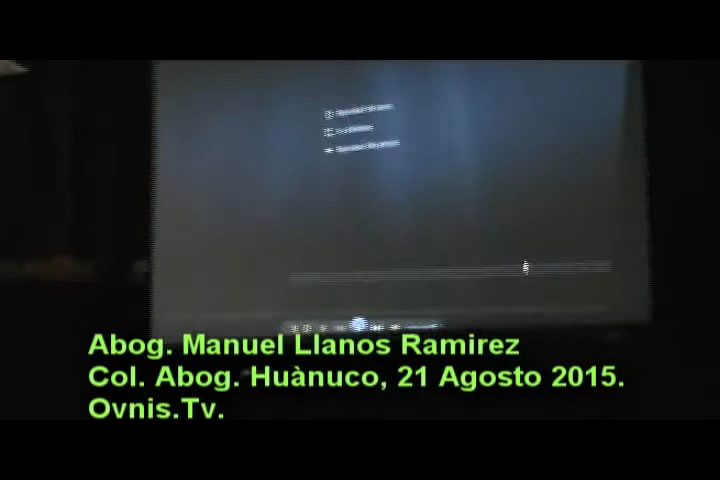 Abog. Manuel Llanos Ramirez
Col. Abog. Huànuco, 21 Agosto 2015.
Ovnis.Tv.